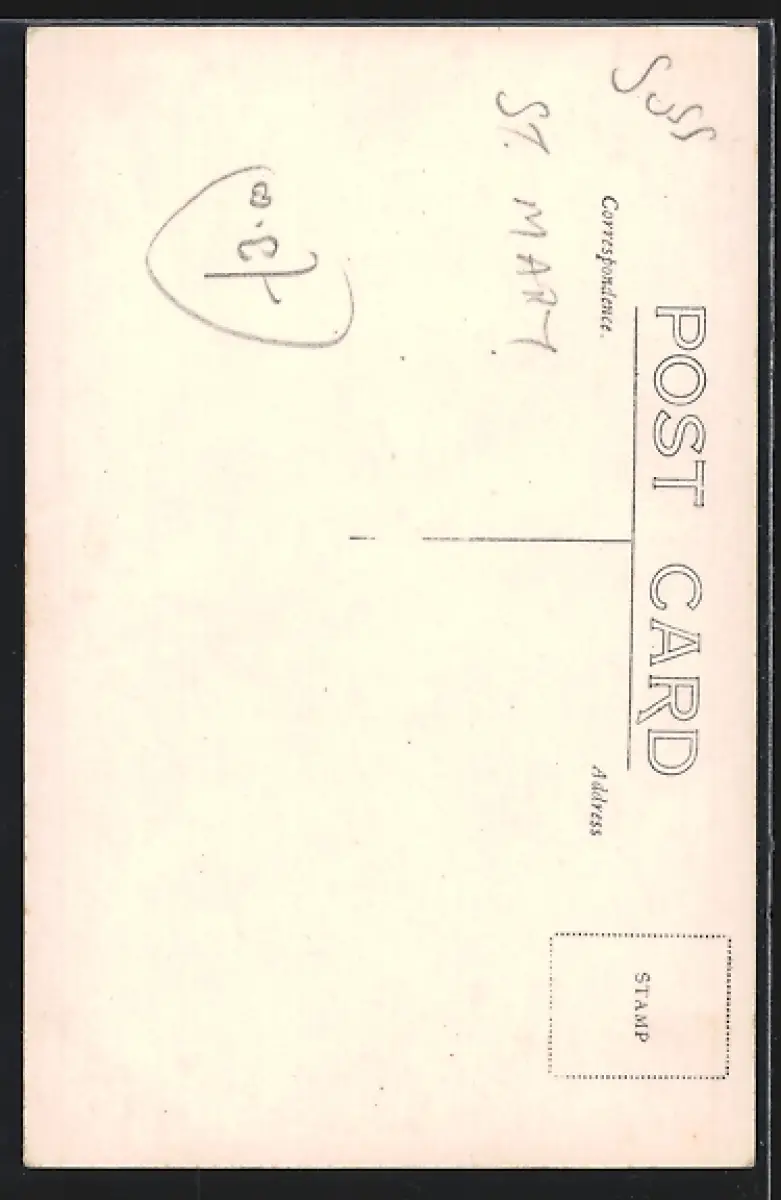 SUSS
POST CARD
Correspondence.
Address
STAMP
ST. MARY